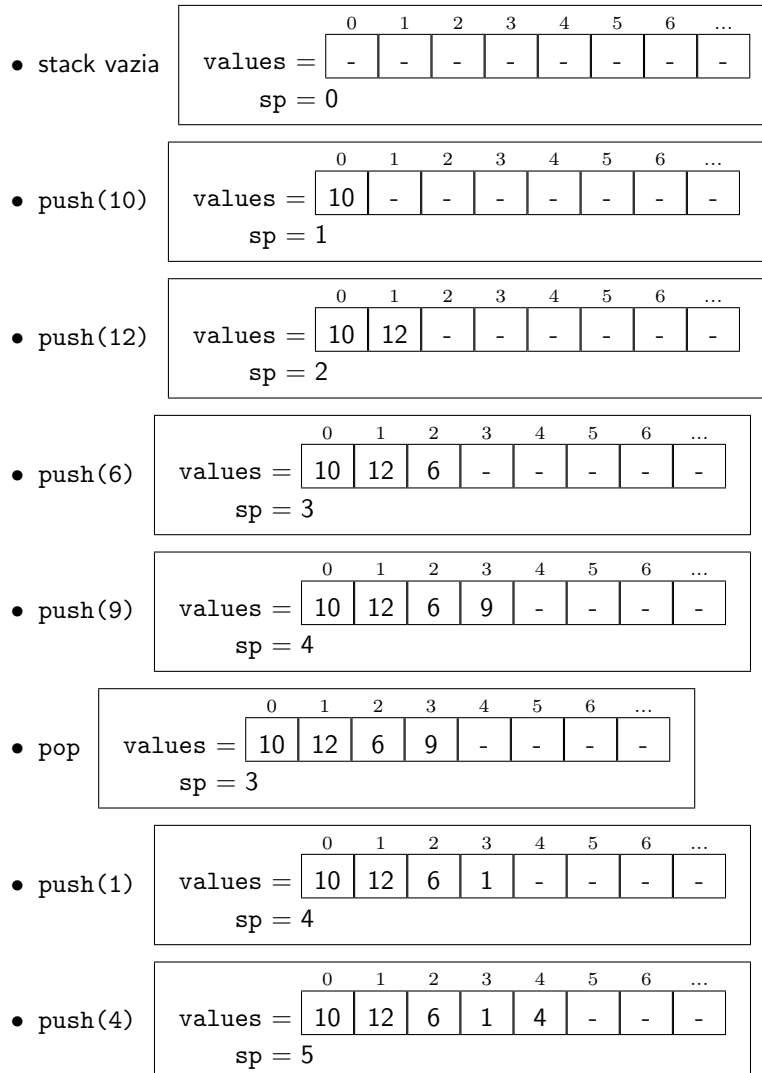 0 1 2 3 4 5 6 ...
• stack vazia values = - - - - - - - -
sp = 0
0 1 2 3 4 5 6 ...
• push(10) values = 10 - - - - - - -
sp = 1
0 1 2 3 4 5 6 ...
• push(12) values = 10 12 - - - - - -
sp = 2
0 1 2 3 4 5 6 ...
• push(6) values = 10 12 6 - - - - -
sp = 3
0 1 2 3 4 5 6 ...
• push(9) values = 10 12 6 9 - - - -
sp = 4
0 1 2 3 4 5 6 ...
• pop values = 10 12 6 9 - - - -
sp = 3
0 1 2 3 4 5 6 ...
• push(1) values = 10 12 6 1 - - - -
sp = 4
0 1 2 3 4 5 6 ...
• push(4) values = 10 12 6 1 4 - - -
sp = 5